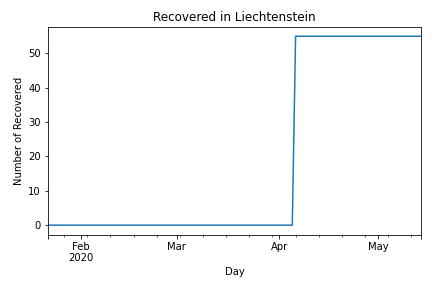 Recovered in Liechtenstein
Number of Recovered
50
40
30
20
10
0
Feb
2020
Mar
Apr
May
Day